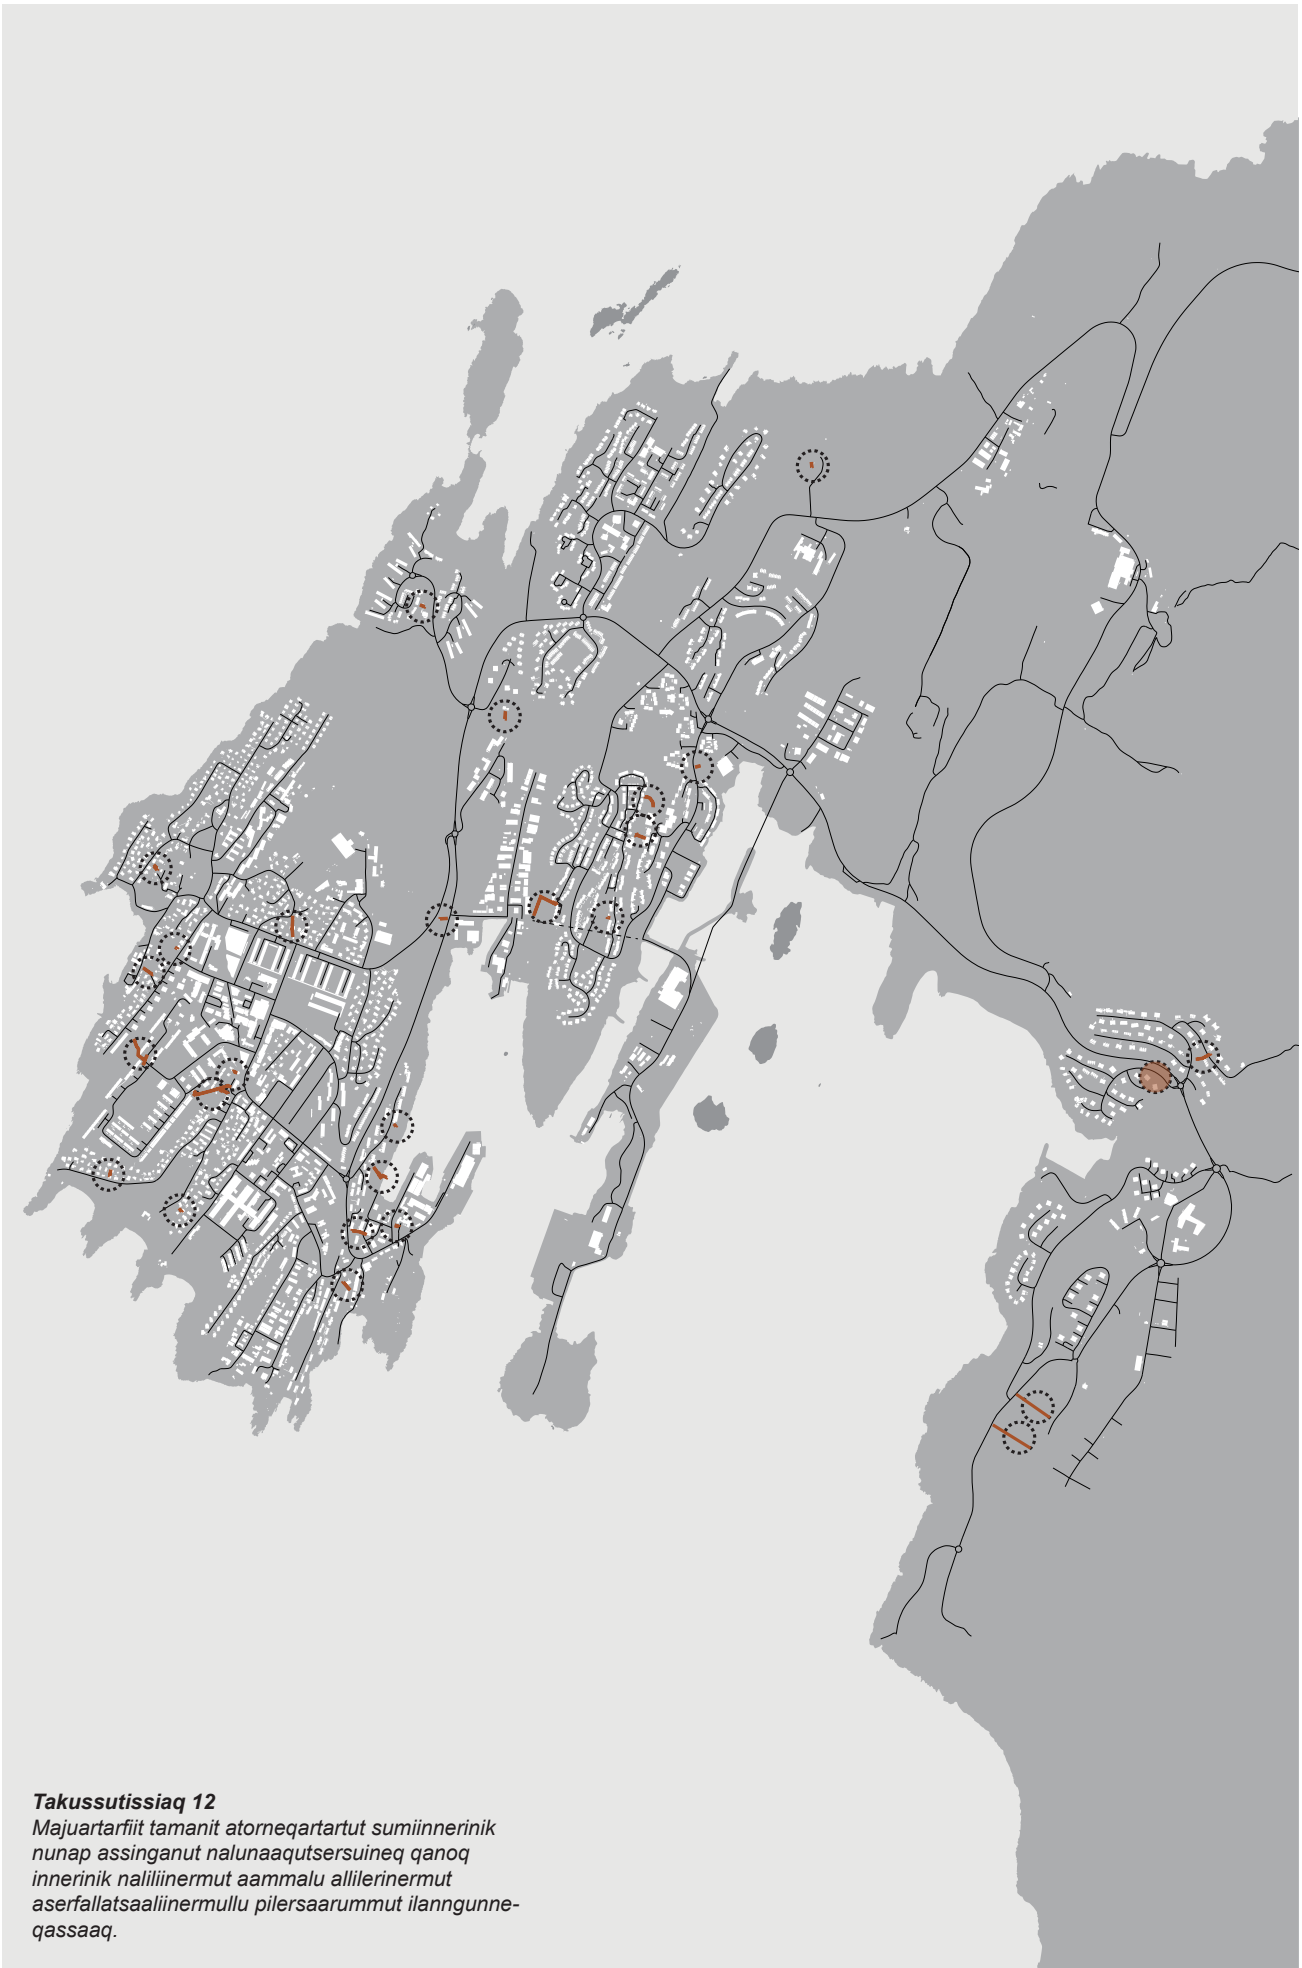 Takussutissiaq 12
Majuartarfiit tamanit atorneqartartut sumiinnerinik
nunap assinganut nalunaaqutsersuineq qanoq
innerinik naliliinermut aammalu allilerinermut
aserfallatsaaliinermullu pilersaarummut ilanngunne-
qassaaq.